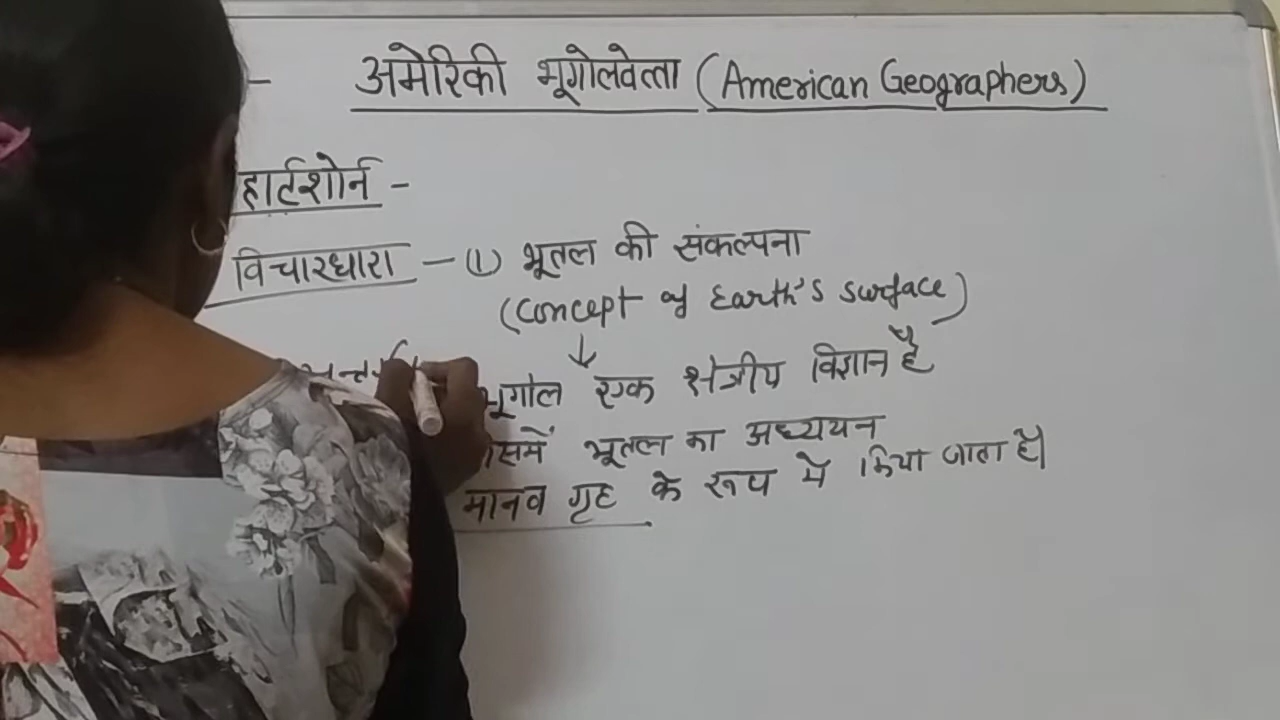 - अमेरिकी भूगोलवेत्ता (American Geographers)
हार्टशोर्न -
विचारधारा - (1) भूतल की संकल्पना
(Concept of Earth's surface)
↓
भूगोल एक क्षेत्रीय विज्ञान है
भूतल का अध्ययन
मानव गृह के रूप में किया जाता है।